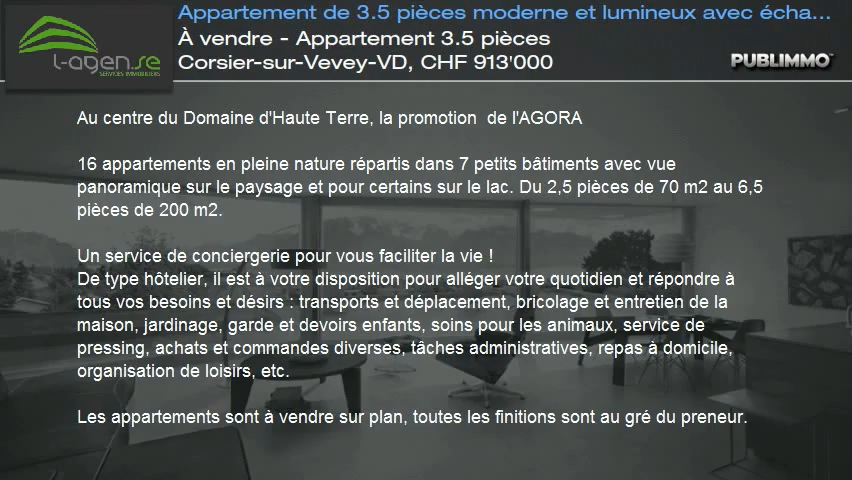 Appartement de 3.5 pièces moderne et lumineux avec écha...
À vendre - Appartement 3.5 pièces
Corsier-sur-Vevey-VD, CHF 913'000
l-agen.se
SERVICES IMMOBILIERS
PUBLIMMO
Au centre du Domaine d'Haute Terre, la promotion de l'AGORA
16 appartements en pleine nature répartis dans 7 petits bâtiments avec vue
panoramique sur le paysage et pour certains sur le lac. Du 2,5 pièces de 70 m2 au 6,5
pièces de 200 m2.
Un service de conciergerie pour vous faciliter la vie !
De type hôtelier, il est à votre disposition pour alléger votre quotidien et répondre à
tous vos besoins et désirs : transports et déplacement, bricolage et entretien de la
maison, jardinage, garde et devoirs enfants, soins pour les animaux, service de
pressing, achats et commandes diverses, tâches administratives, repas à domicile,
organisation de loisirs, etc.
Les appartements sont à vendre sur plan, toutes les finitions sont au gré du preneur.